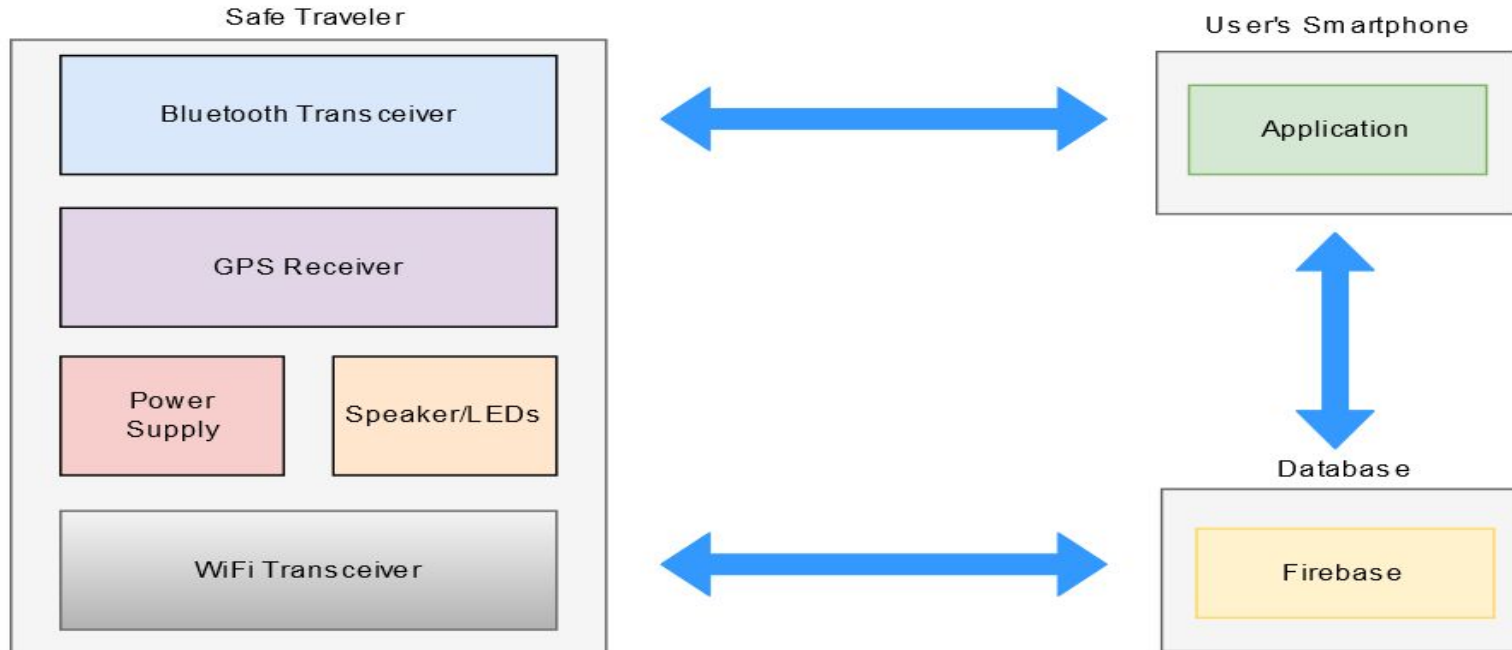 Safe Traveler
User's Smartphone
Bluetooth Transceiver
Application
GPS Receiver
Power
Supply
Speaker/LEDs
Database
WiFi Transceiver
Firebase